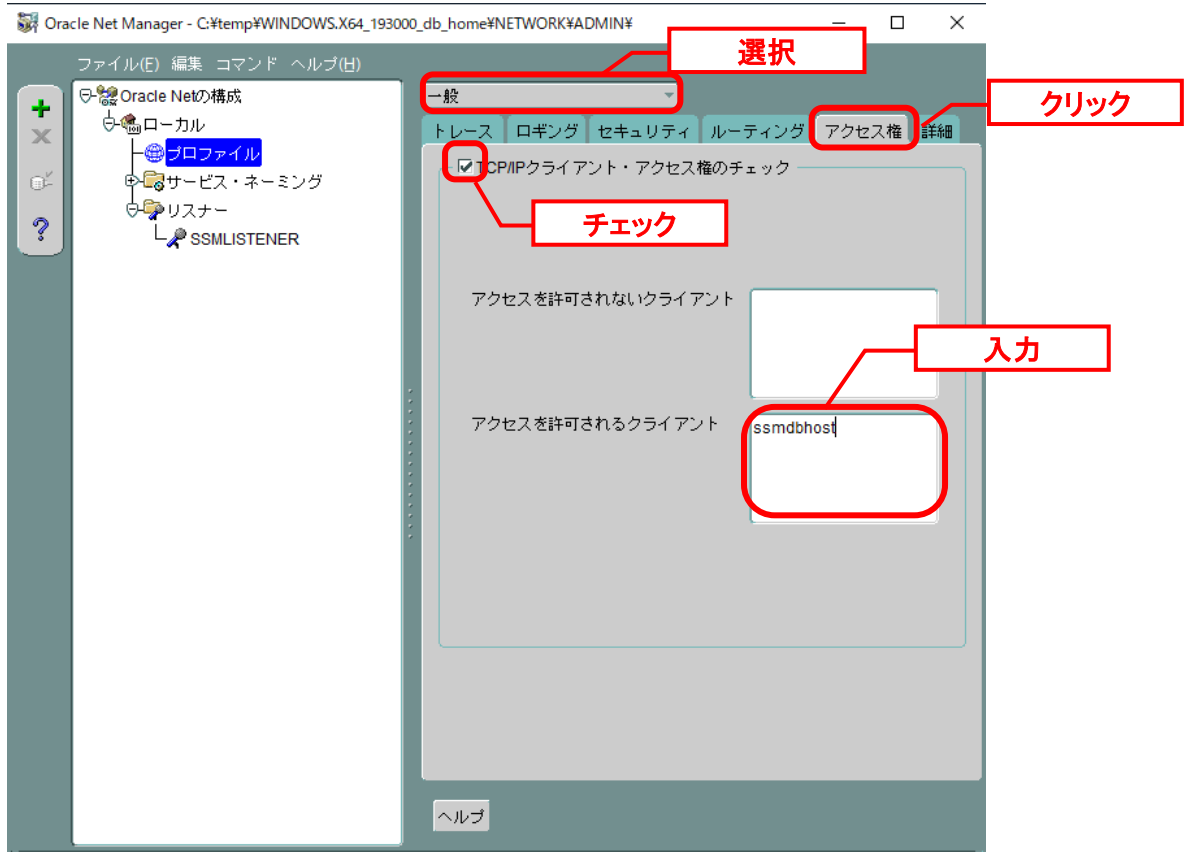 Oracle Net Manager - C:¥temp¥WINDOWS.X64_193000_db_home¥NETWORK¥ADMIN¥
選択
ファイル(F) 編集 コマンド ヘルプ(H)
Oracle Netの構成
一般
クリック
ローカル
トレース ロギング セキュリティ ルーティング アクセス権 詳細
プロファイル
TCP/IPクライアント・アクセス権のチェック
サービス・ネーミング
リスナー
チェック
SSMLISTENER
アクセスを許可されないクライアント
入力
アクセスを許可されるクライアント
ssmdbhost
ヘルプ